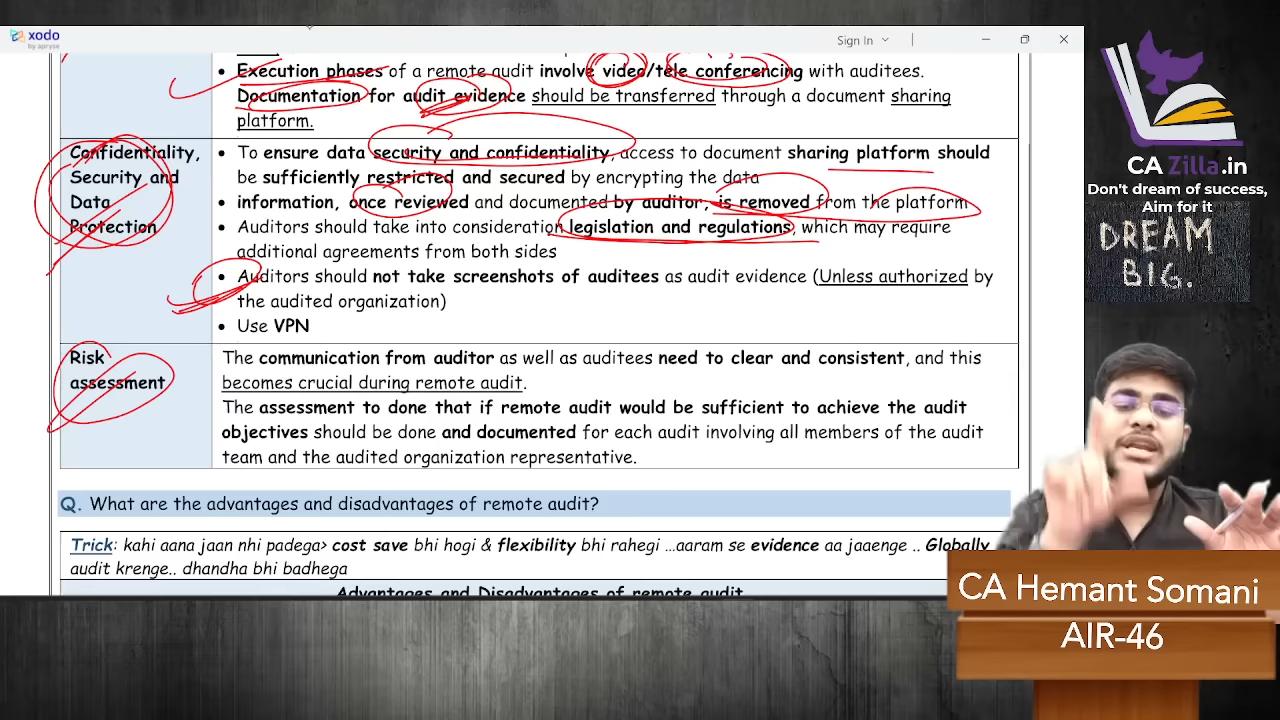 xodo
by apryse
Sign In
• Execution phases of a remote audit involve video/tele conferencing with auditees.
Documentation for audit evidence should be transferred through a document sharing
platform.
Confidentiality,
Security and
Data
Protection
• To ensure data security and confidentiality, access to document sharing platform should
be sufficiently restricted and secured by encrypting the data
• information, once reviewed and documented by auditor, is removed from the platform
• Auditors should take into consideration legislation and regulations, which may require
additional agreements from both sides
• Auditors should not take screenshots of auditees as audit evidence (Unless authorized by
the audited organization)
• Use VPN
Risk
assessment
The communication from auditor as well as auditees need to clear and consistent, and this
becomes crucial during remote audit.
The assessment to done that if remote audit would be sufficient to achieve the audit
objectives should be done and documented for each audit involving all members of the audit
team and the audited organization representative.
Q. What are the advantages and disadvantages of remote audit?
Trick: kahi aana jaan nhi padega> cost save bhi hogi & flexibility bhi rahegi ...aaram se evidence aa jaaenge .. Globally
audit krenge.. dhandha bhi badhega
Advantages and Disadvantages of remote audit
CA Zilla.in
Don't dream of success,
Aim for it
DREAM
BIG.
CA Hemant Somani
AIR-46